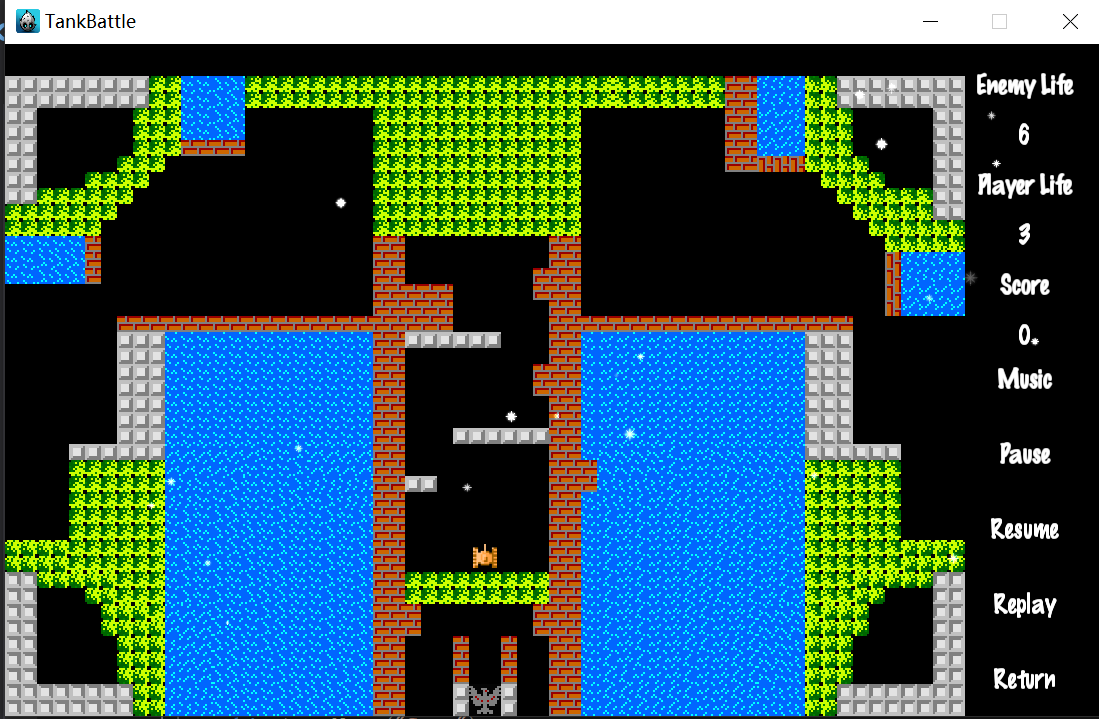 TankBattle
Enemy Life
6
Player Life
3
Score
0
Music
Pause
Resume
Replay
Return